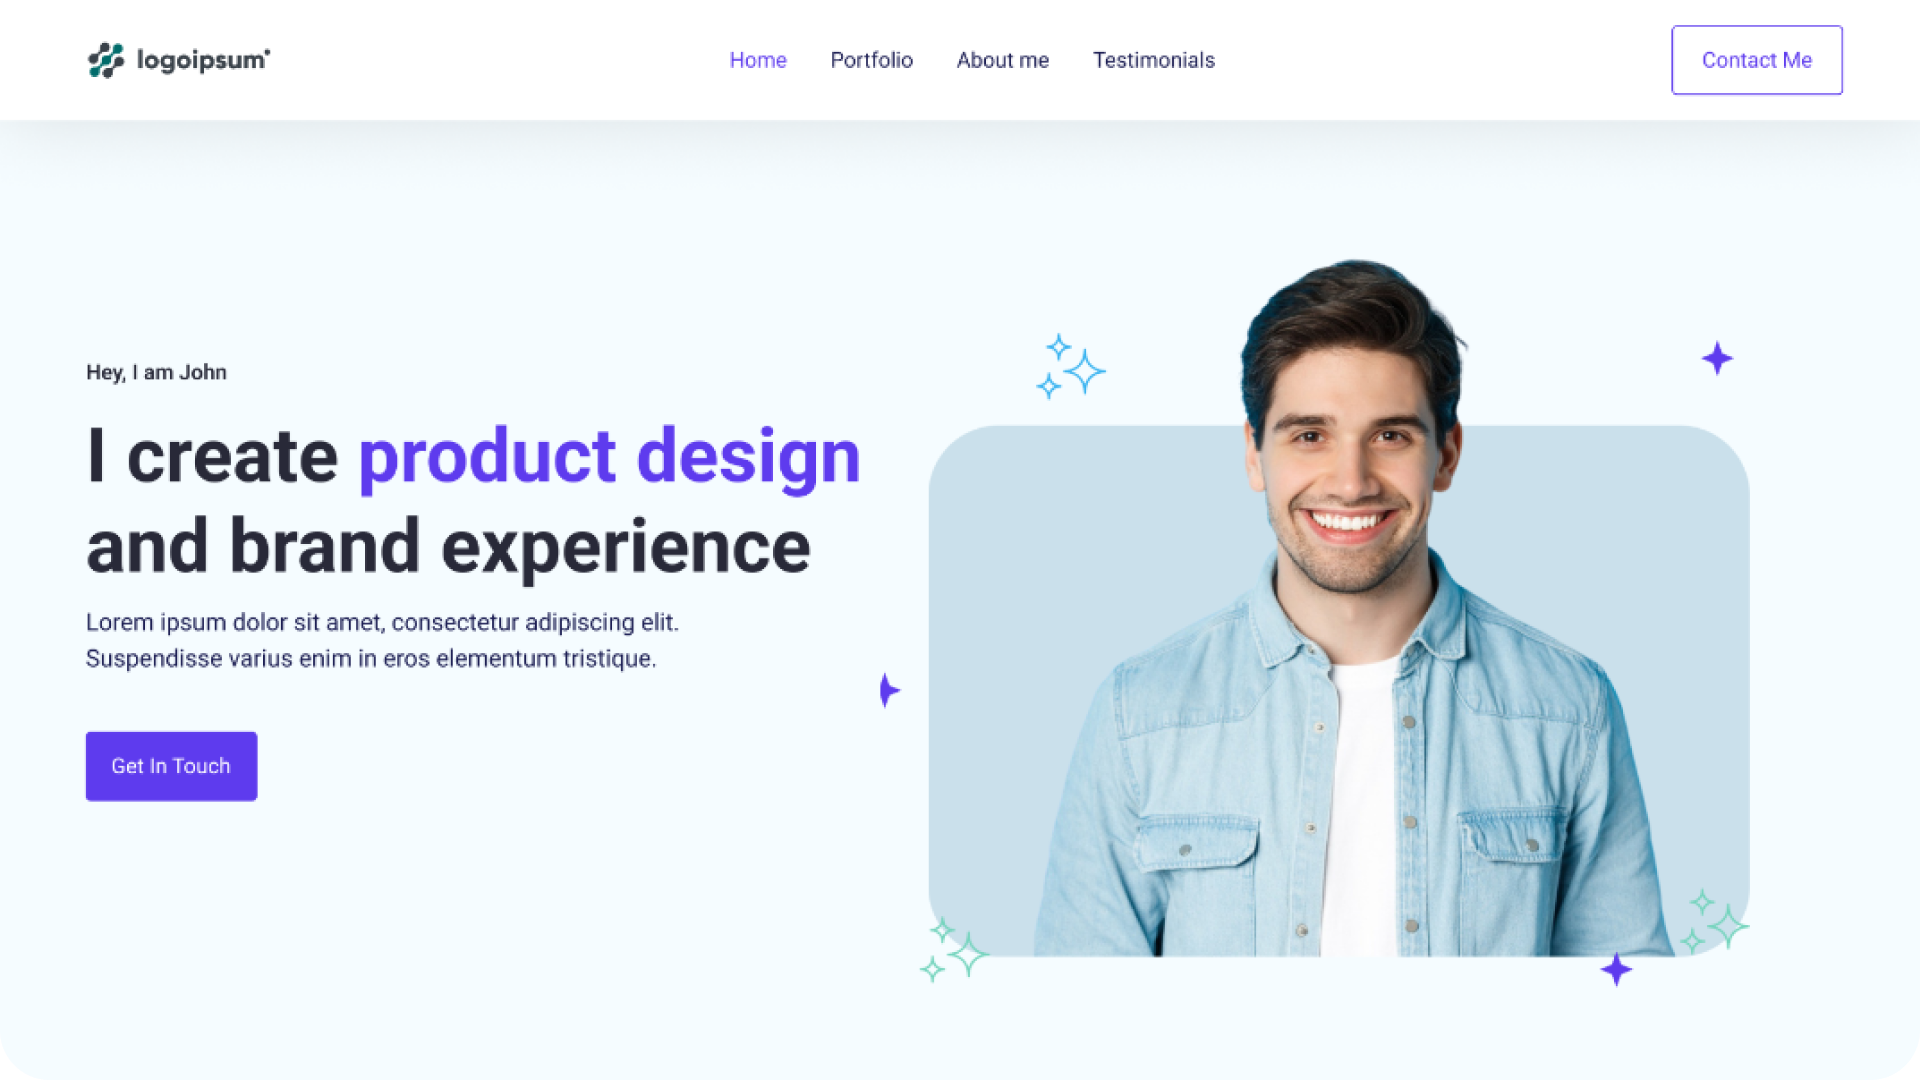 logoipsum
Home
Portfolio
About me
Testimonials
Contact Me
Hey, I am John
I create product design
and brand experience
Lorem ipsum dolor sit amet, consectetur adipiscing elit.
Suspendisse varius enim in eros elementum tristique.
Get In Touch